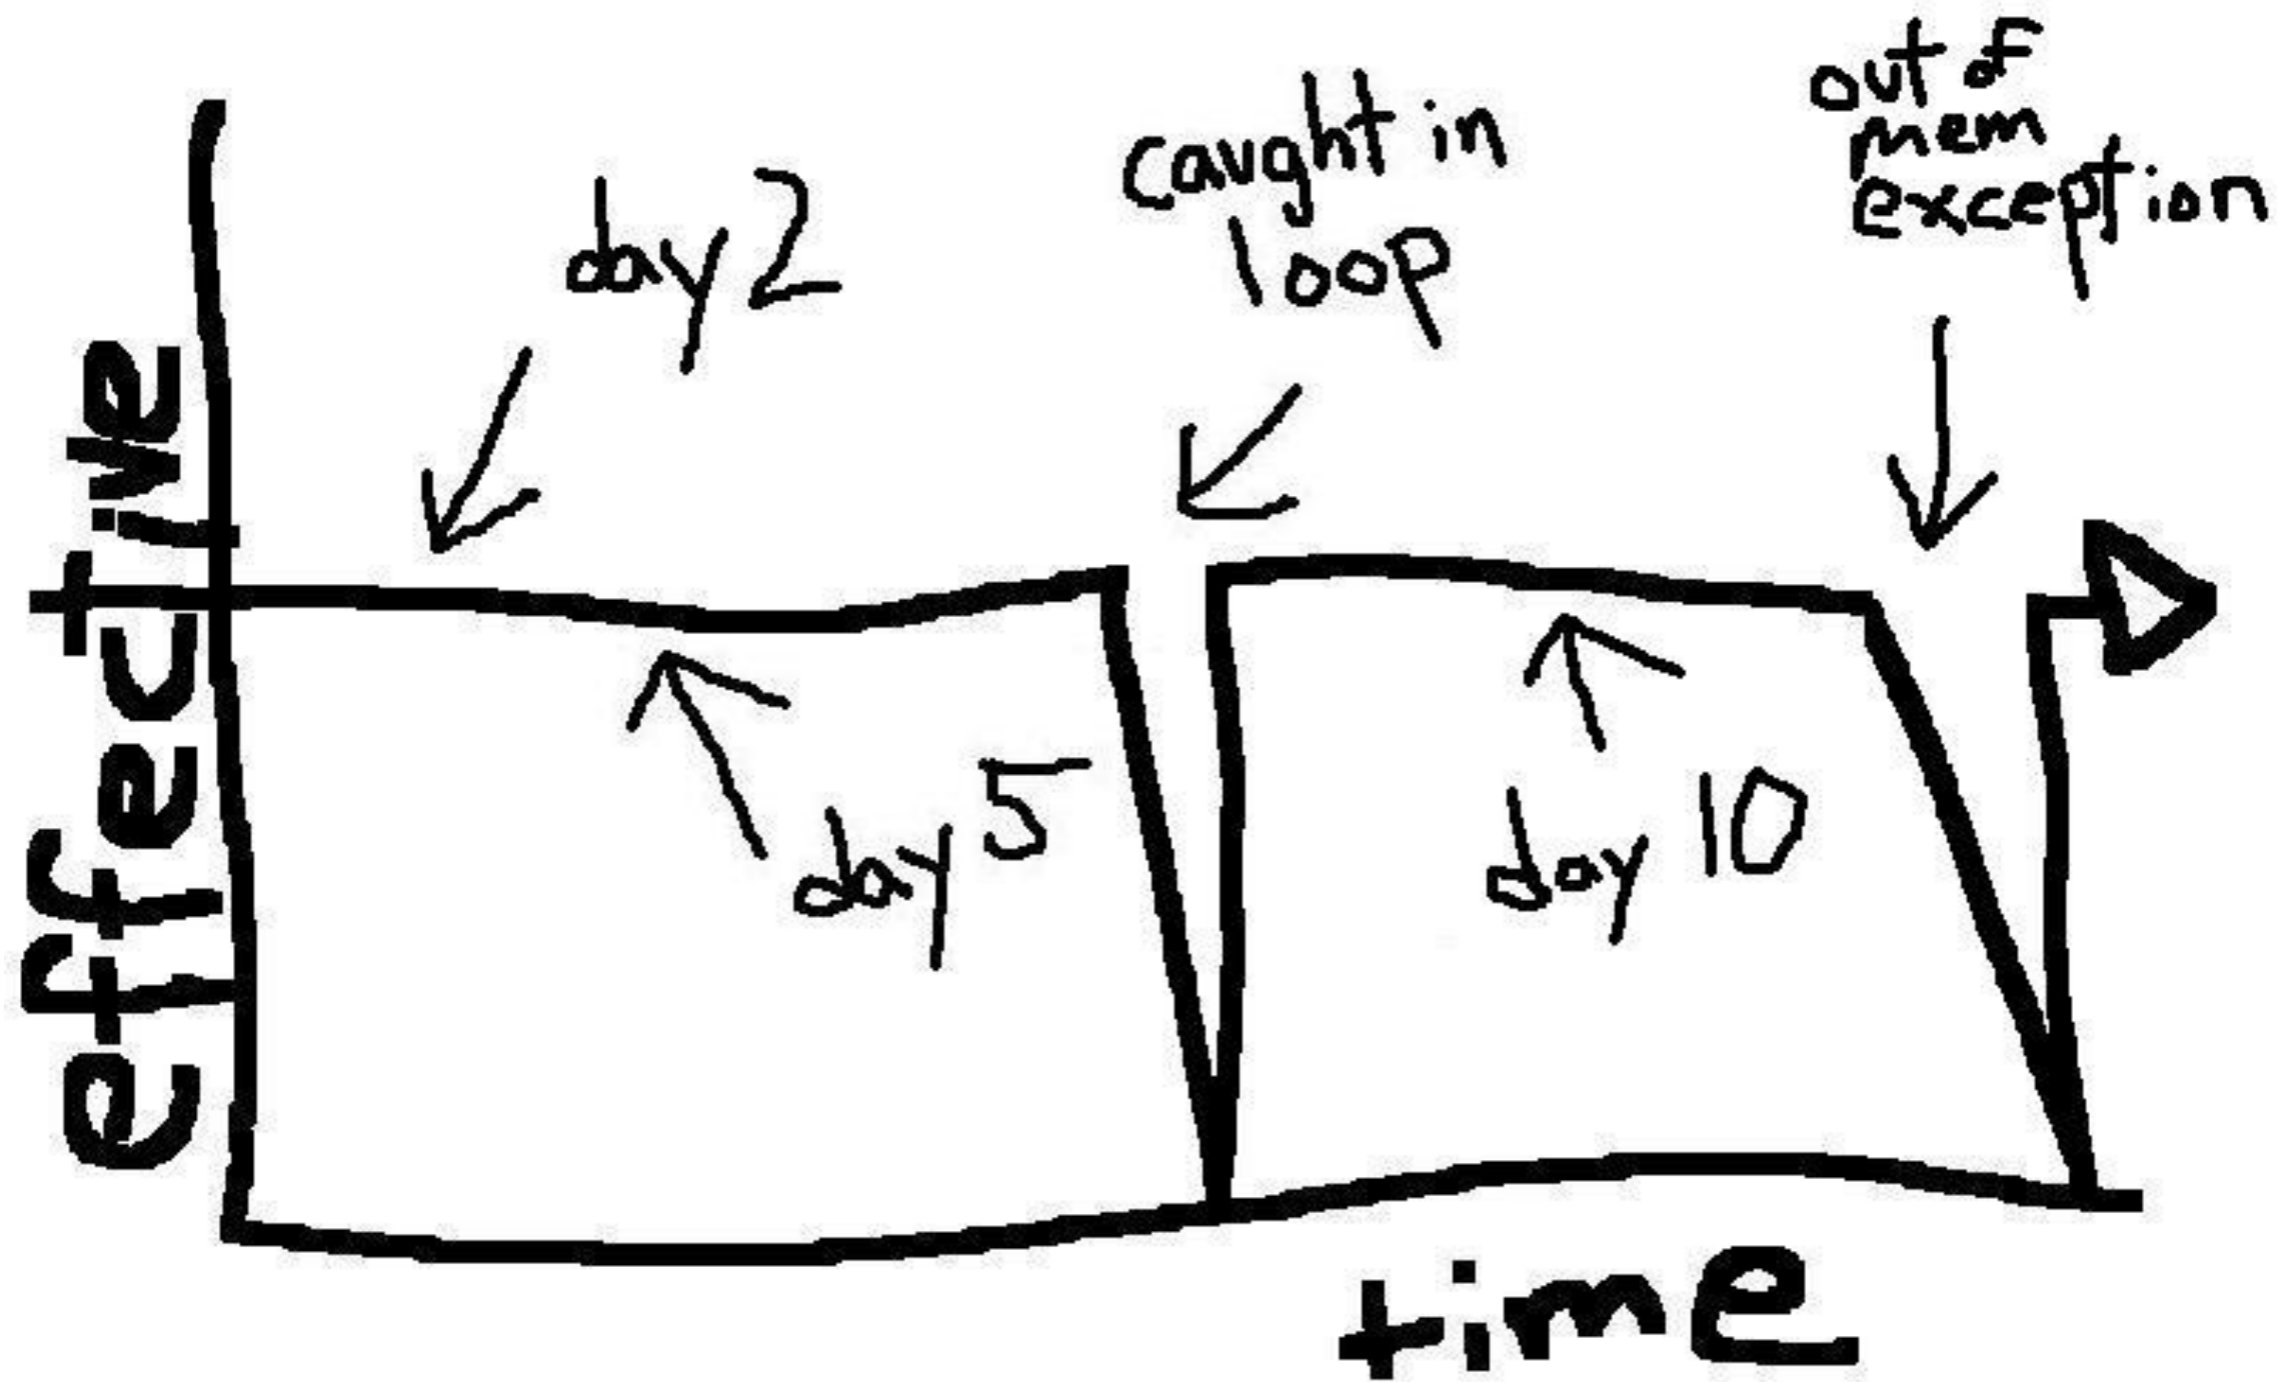 effective
day 2
caught in
loop
out of
mem
exception
day 5
day 10
time